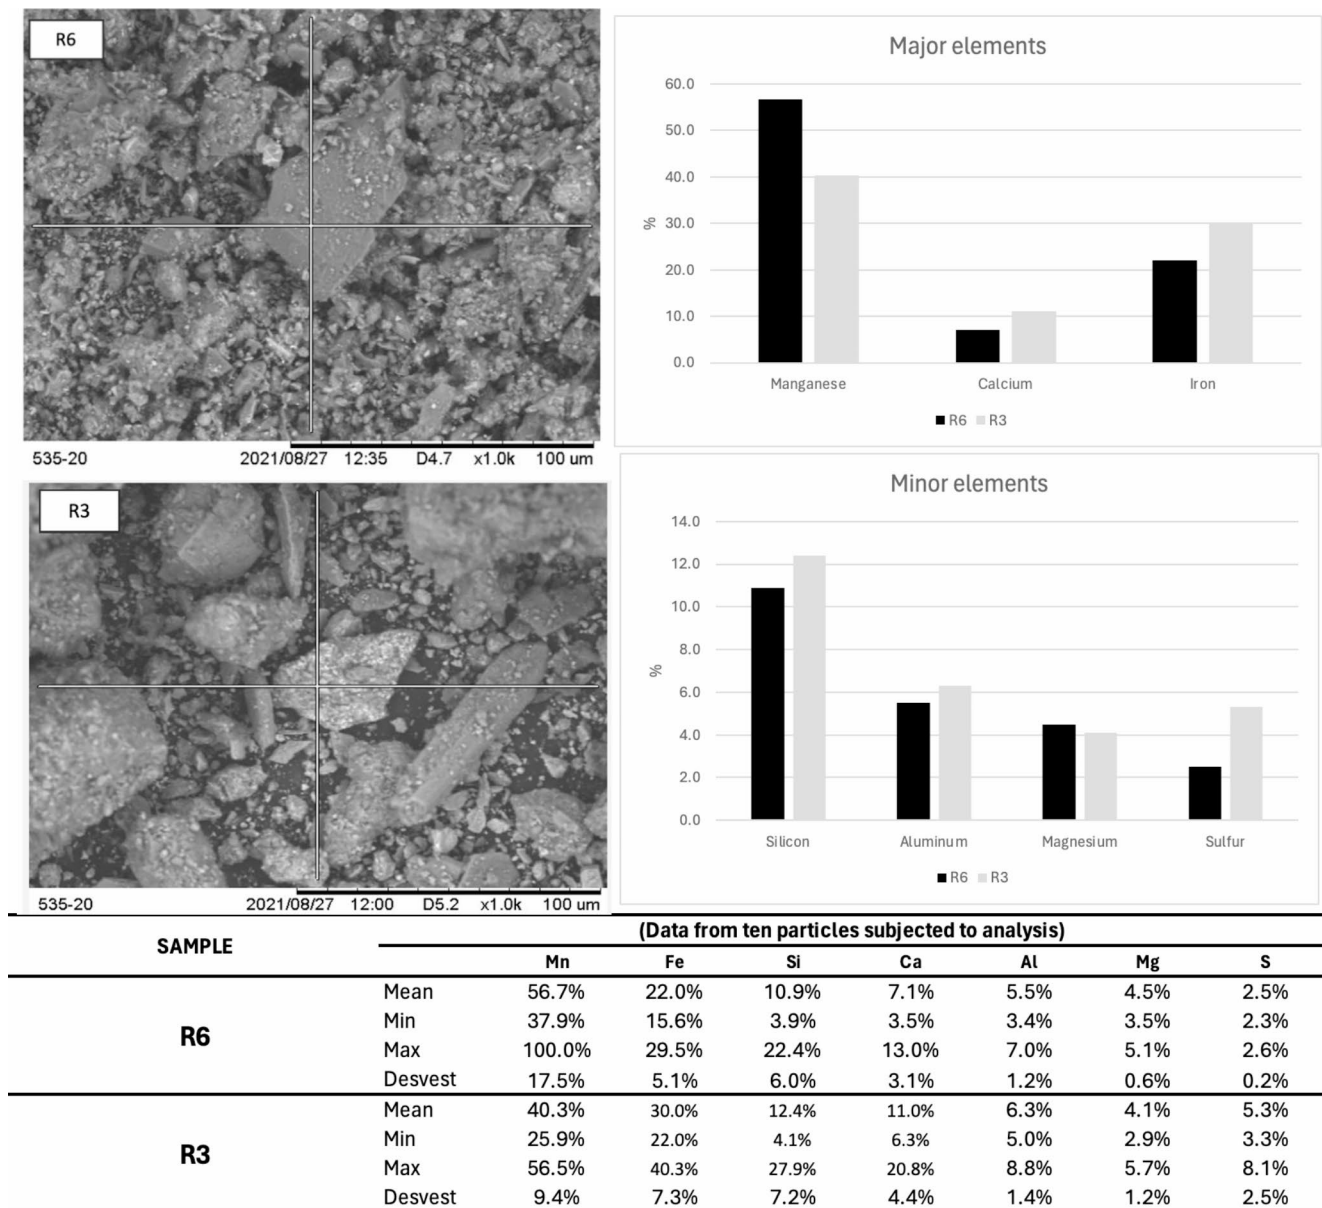 R6
535-20 2021/08/27 12:35 D4.7 x1.0k 100 um
Major elements
60.0
50.0
40.0
30.0
20.0
10.0
0.0
%
Manganese Calcium Iron
R6 R3
R3
535-20 2021/08/27 12:00 D5.2 x1.0k 100 um
Minor elements
14.0
12.0
10.0
8.0
6.0
4.0
2.0
0.0
%
Silicon Aluminum Magnesium Sulfur
R6 R3
SAMPLE (Data from ten particles subjected to analysis)
Mn Fe Si Ca Al Mg S
R6
Mean 56.7% 22.0% 10.9% 7.1% 5.5% 4.5% 2.5%
Min 37.9% 15.6% 3.9% 3.5% 3.4% 3.5% 2.3%
Max 100.0% 29.5% 22.4% 13.0% 7.0% 5.1% 2.6%
Desvest 17.5% 5.1% 6.0% 3.1% 1.2% 0.6% 0.2%
R3
Mean 40.3% 30.0% 12.4% 11.0% 6.3% 4.1% 5.3%
Min 25.9% 22.0% 4.1% 6.3% 5.0% 2.9% 3.3%
Max 56.5% 40.3% 27.9% 20.8% 8.8% 5.7% 8.1%
Desvest 9.4% 7.3% 7.2% 4.4% 1.4% 1.2% 2.5%